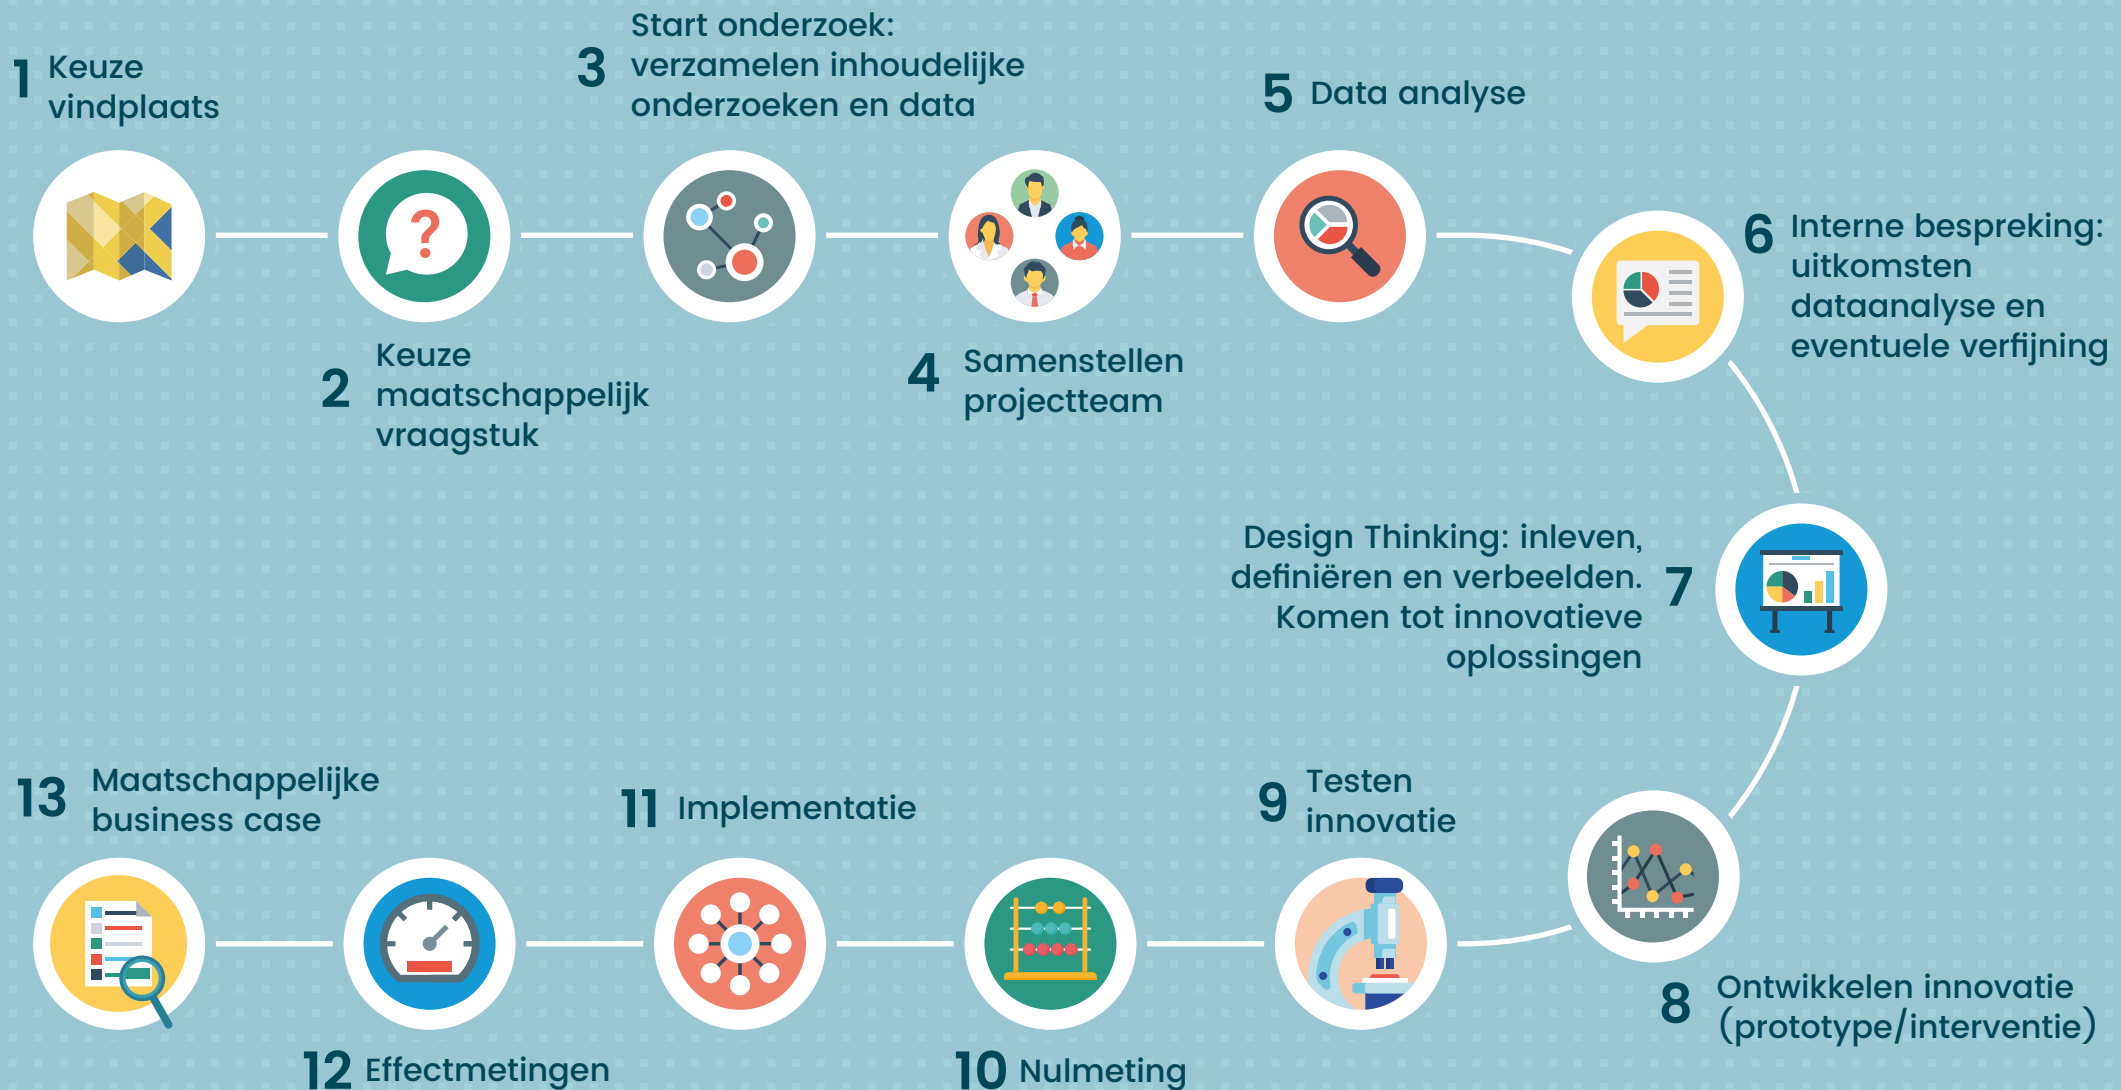 1 Keuze
vindplaats
2 Keuze
maatschappelijk
vraagstuk
3 Start onderzoek:
verzamelen inhoudelijke
onderzoeken en data
4 Samenstellen
projectteam
5 Data analyse
6 Interne bespreking:
uitkomsten
dataanalyse en
eventuele verfijning
7 Design Thinking: inleven,
definiëren en verbeelden.
Komen tot innovatieve
oplossingen
8 Ontwikkelen innovatie
(prototype/interventie)
9 Testen
innovatie
10 Nulmeting
11 Implementatie
12 Effectmetingen
13 Maatschappelijke
business case
?